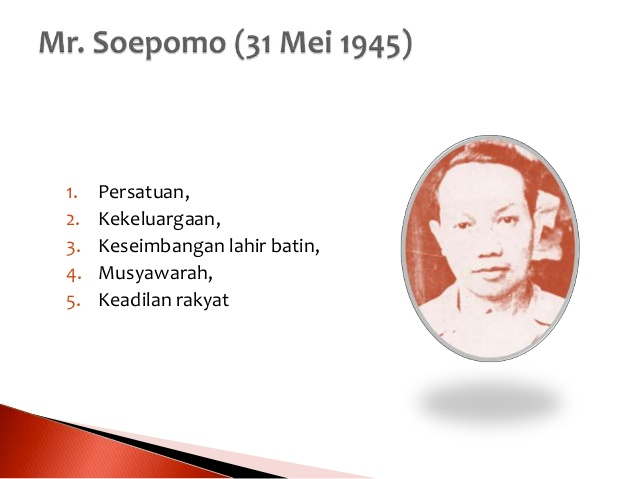 Mr. Soepomo (31 Mei 1945)
1. Persatuan,
2. Kekeluargaan,
3. Keseimbangan lahir batin,
4. Musyawarah,
5. Keadilan rakyat